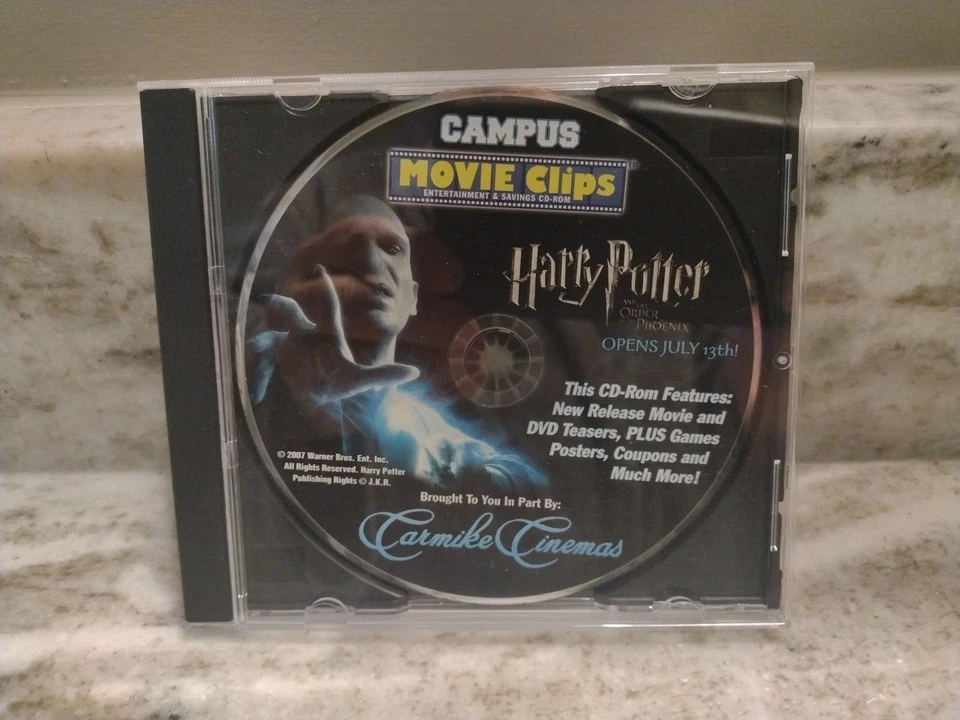 CAMPUS
MOVIE Clips™
ENTERTAINMENT & SAVINGS CD-ROM
Harry Potter
AND THE
ORDER
OF THE PHOENIX
OPENS JULY 13th!
This CD-Rom Features:
New Release Movie and
DVD Teasers, PLUS Games
Posters, Coupons and
Much More!
© 2007 Warner Bros. Ent. Inc.
All Rights Reserved. Harry Potter
Publishing Rights © J.K.R.
Brought To You In Part By:
Carmike Cinemas